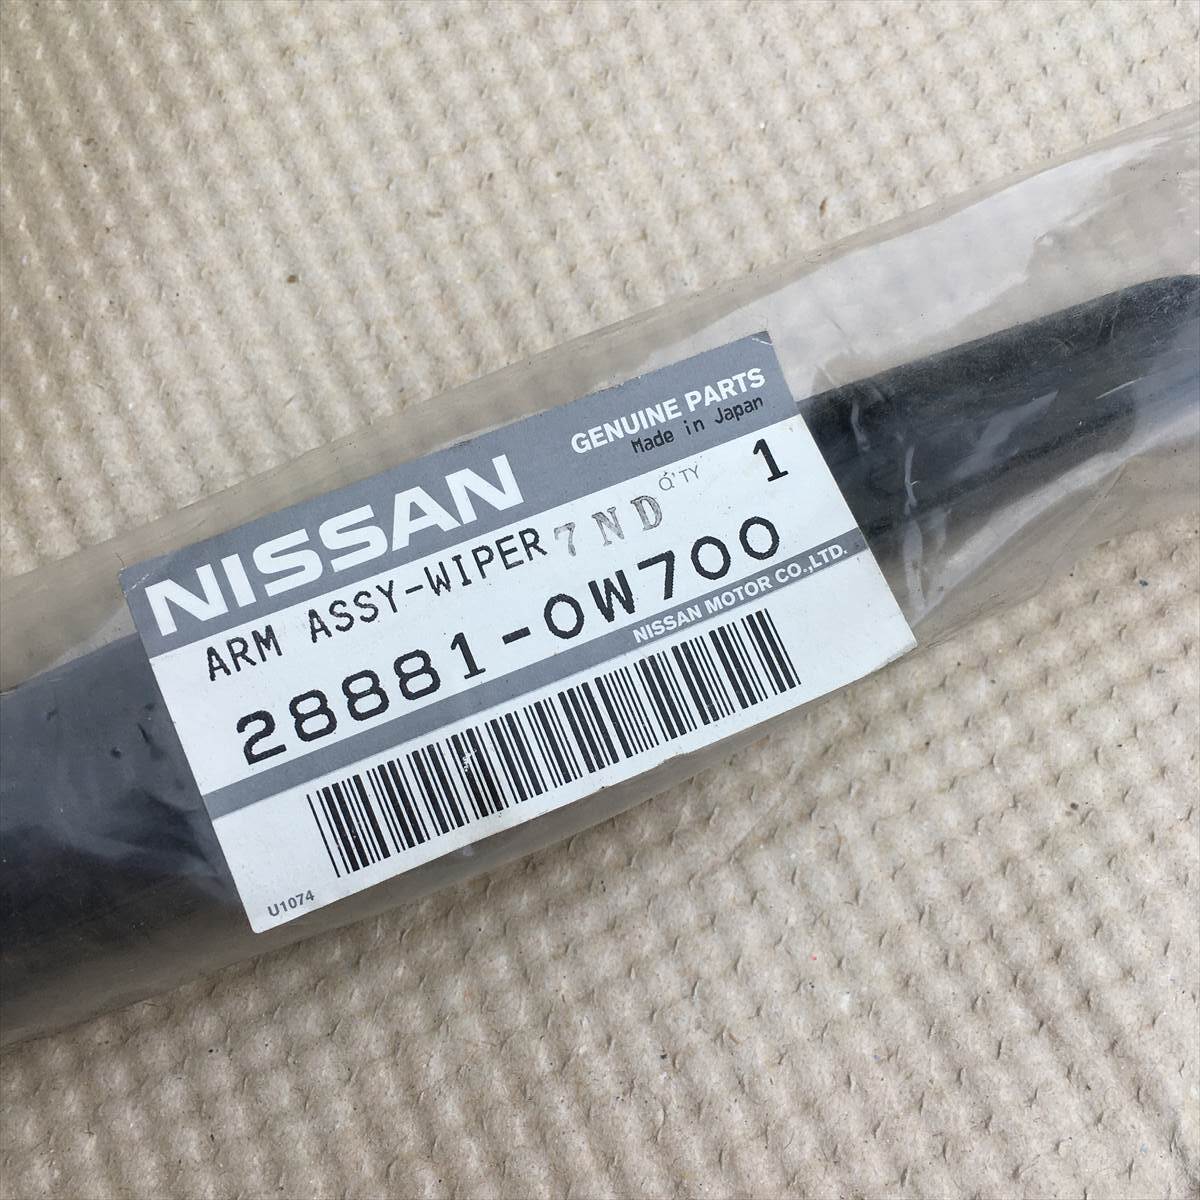 NISSAN
GENUINE PARTS
Made in Japan
ARM ASSY-WIPER 7ND Q'TY 1
28881-0W700
NISSAN MOTOR CO.,LTD.
U1074